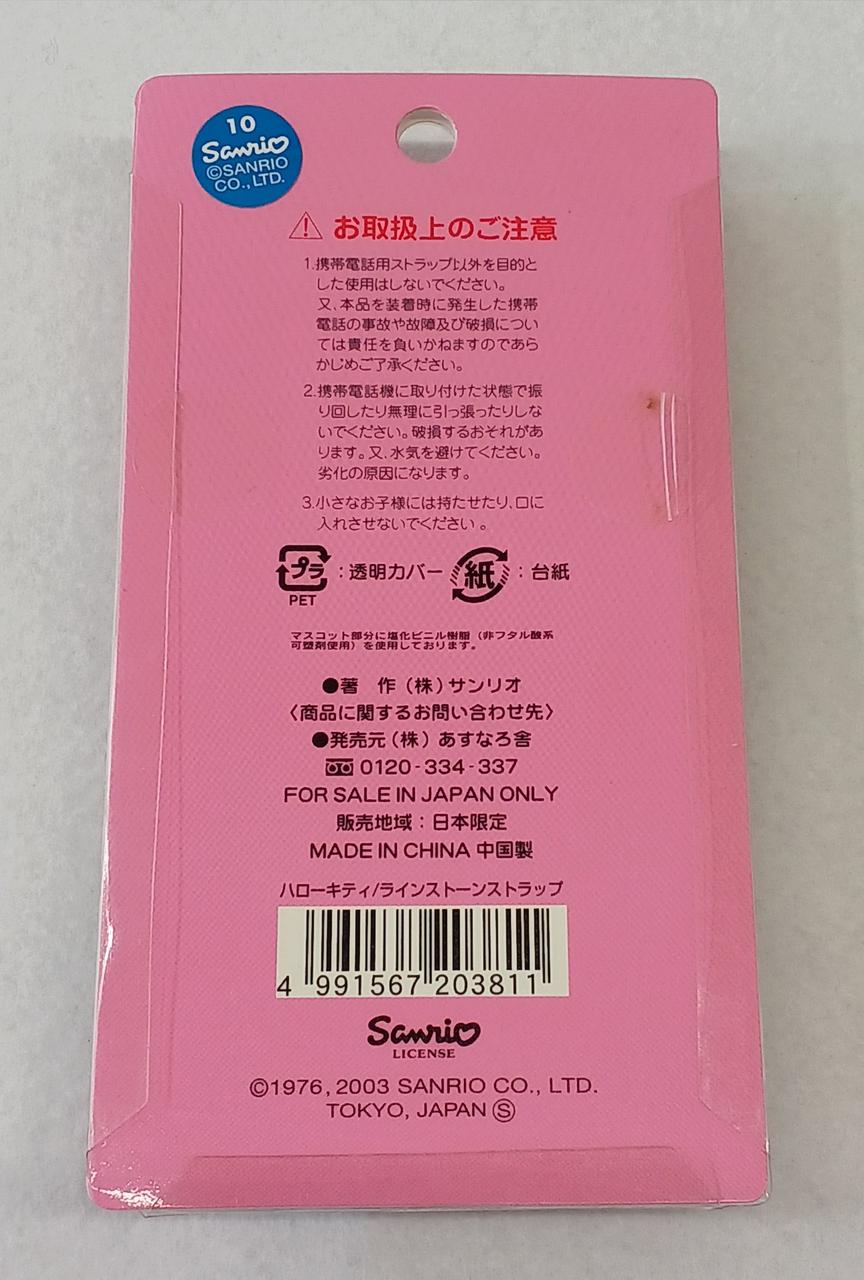 10
Sanrio
©SANRIO
CO., LTD.
お取扱上のご注意
1.携帯電話用ストラップ以外を目的と
した使用はしないでください。
又、本品を装着時に発生した携帯
電話の事故や故障及び破損につい
ては責任を負いかねますのであら
かじめご了承ください。
2.携帯電話機に取り付けた状態で振
り回したり無理に引っ張ったりしな
いでください。破損するおそれがあ
ります。又、水気を避けてください。
劣化の原因になります。
3.小さなお子様には持たせたり、口に
入れさせないでください。
プラ：透明カバー 紙：台紙
PET
マスコット部分に塩化ビニル樹脂（非フタル酸系
可塑剤使用）を使用しております。
●著 作（株）サンリオ
〈商品に関するお問い合わせ先〉
●発売元（株）あすなろ舎
0120-334-337
FOR SALE IN JAPAN ONLY
販売地域：日本限定
MADE IN CHINA 中国製
ハローキティ/ラインストーンストラップ
4 991567 203811
Sanrio
LICENSE
©1976, 2003 SANRIO CO., LTD.
TOKYO, JAPAN Ⓢ